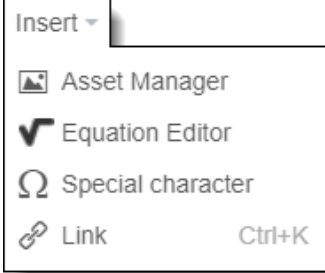 Insert
Asset Manager
Equation Editor
Ω Special character
Link Ctrl+K